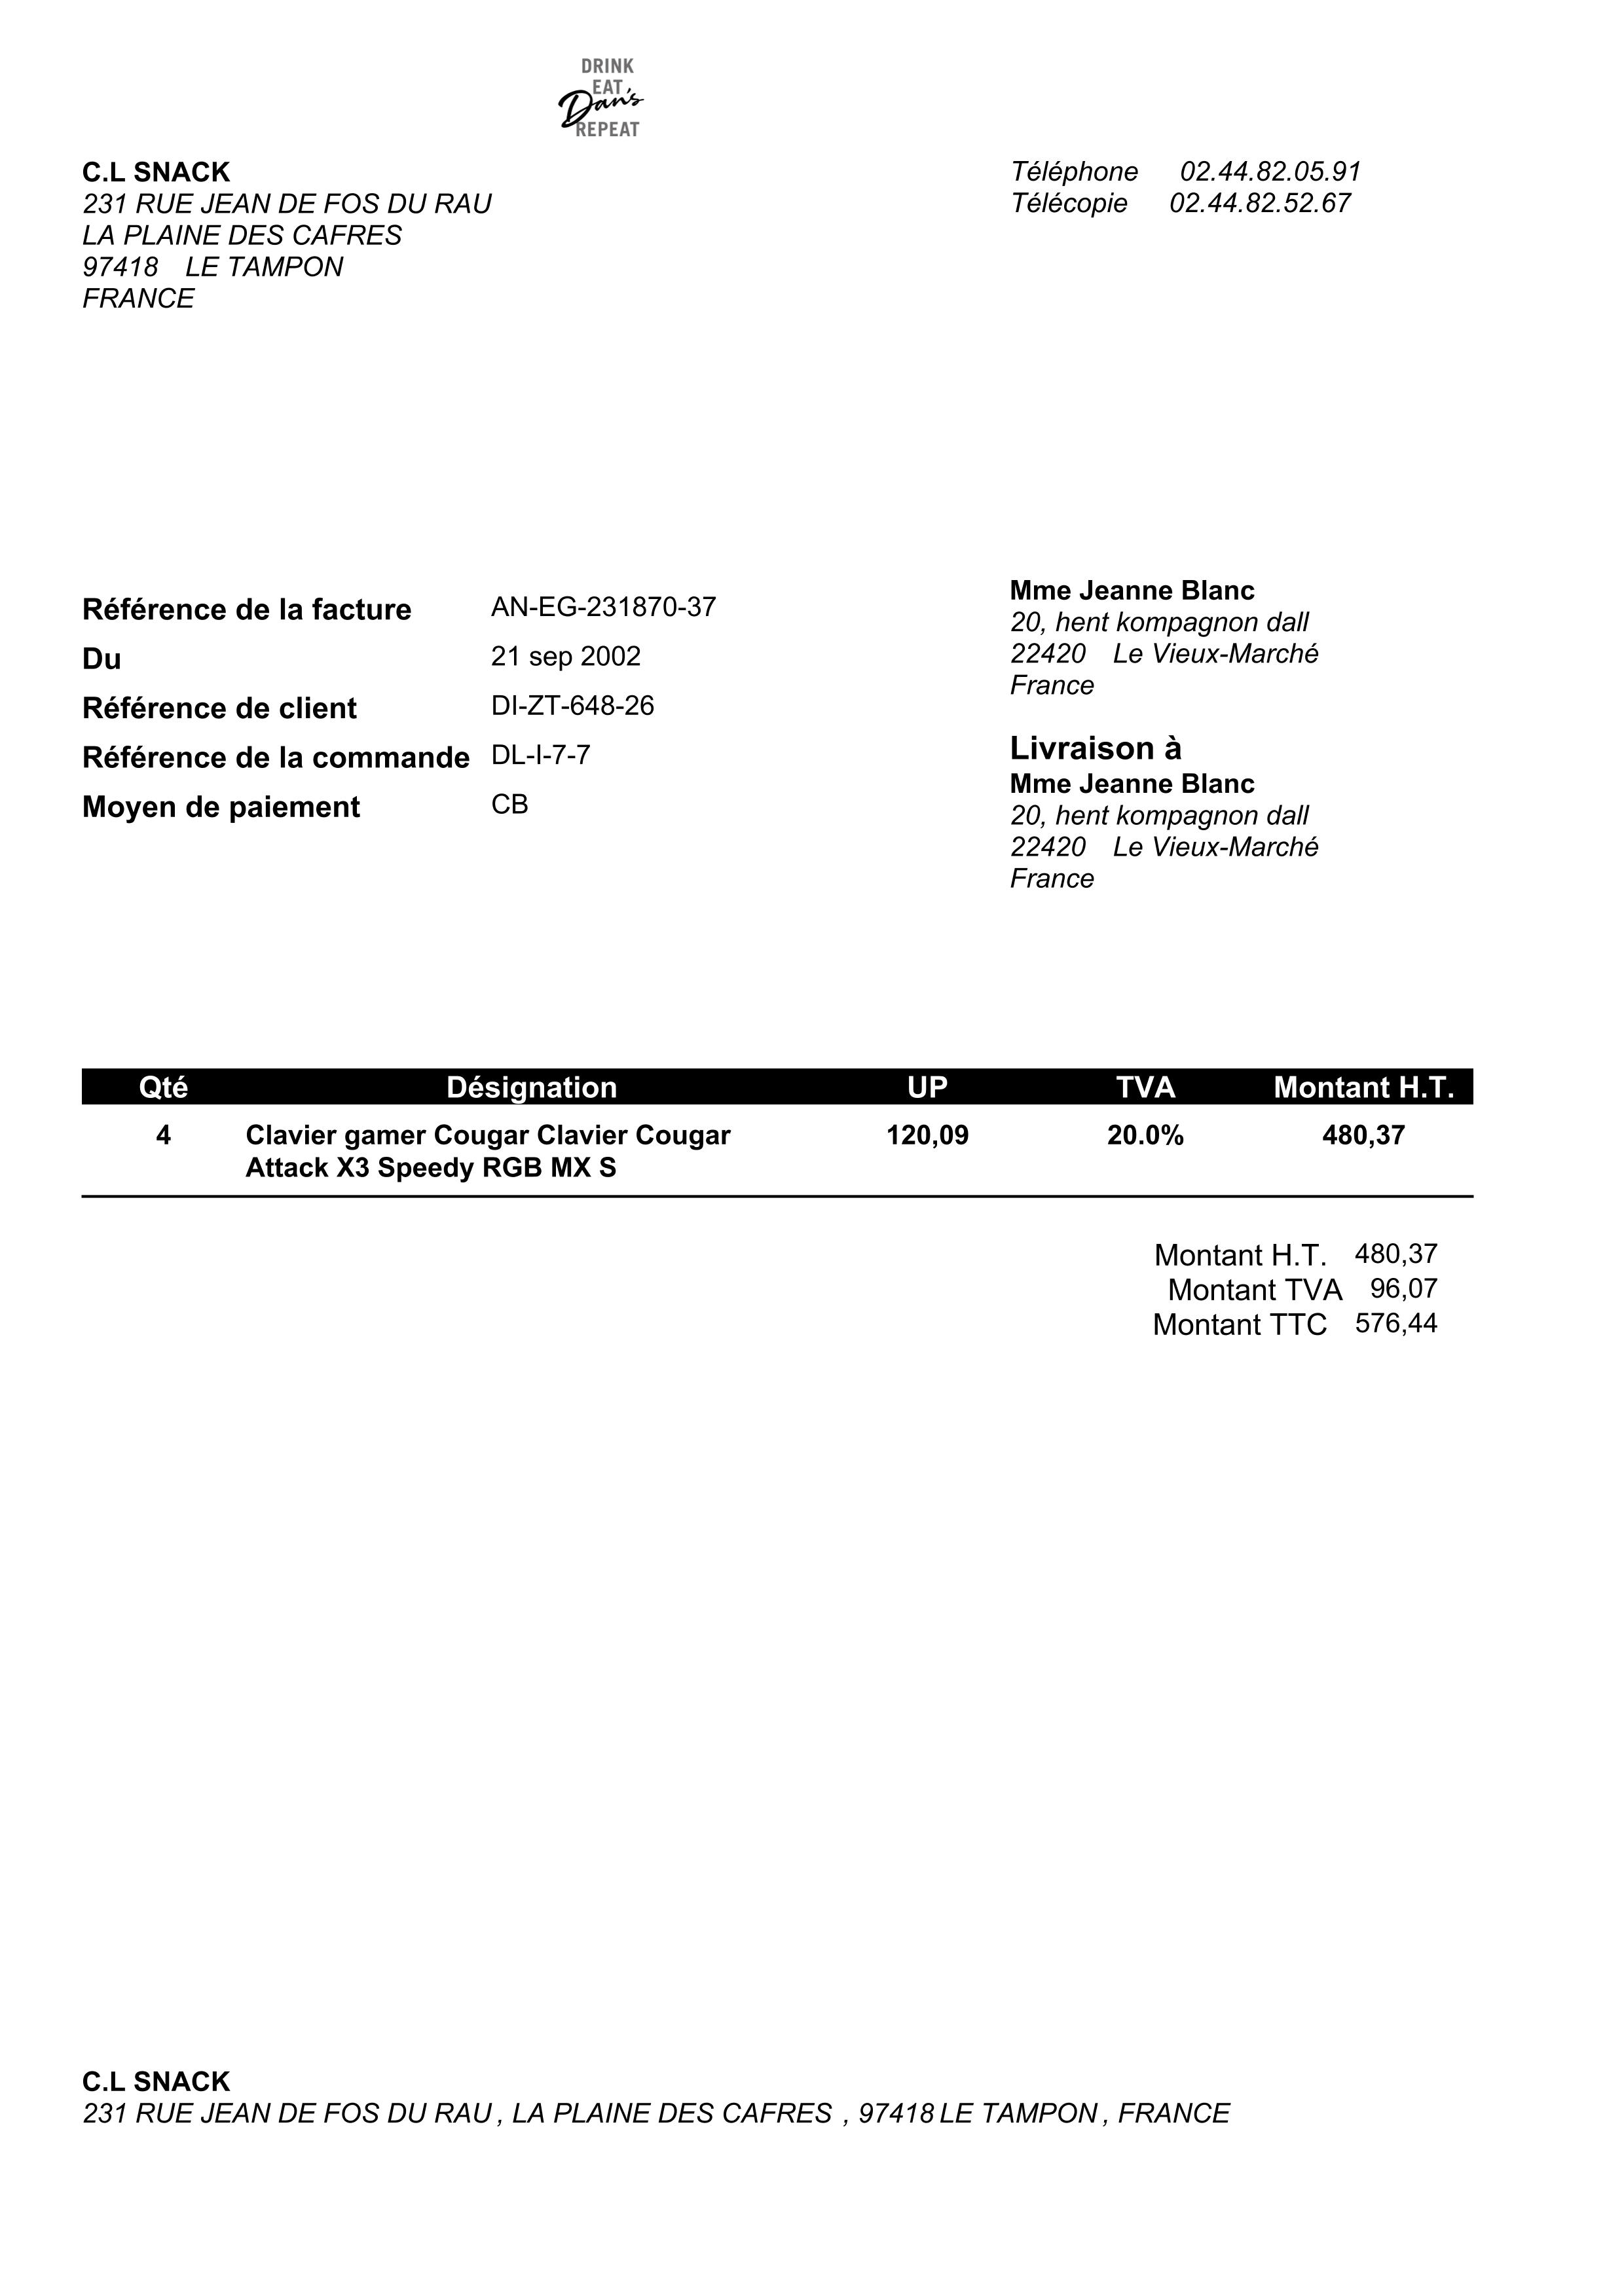 DRINK
EAT
Dan's
REPEAT
C.L SNACK
231 RUE JEAN DE FOS DU RAU
LA PLAINE DES CAFRES
97418 LE TAMPON
FRANCE
Téléphone 02.44.82.05.91
Télécopie 02.44.82.52.67
Référence de la facture AN-EG-231870-37
Du 21 sep 2002
Référence de client DI-ZT-648-26
Référence de la commande DL-I-7-7
Moyen de paiement CB
Mme Jeanne Blanc
20, hent kompagnon dall
22420 Le Vieux-Marché
France
Livraison à
Mme Jeanne Blanc
20, hent kompagnon dall
22420 Le Vieux-Marché
France
Qté Désignation UP TVA Montant H.T.
4 Clavier gamer Cougar Clavier Cougar 120,09 20.0% 480,37
Attack X3 Speedy RGB MX S
Montant H.T. 480,37
Montant TVA 96,07
Montant TTC 576,44
C.L SNACK
231 RUE JEAN DE FOS DU RAU , LA PLAINE DES CAFRES , 97418 LE TAMPON , FRANCE